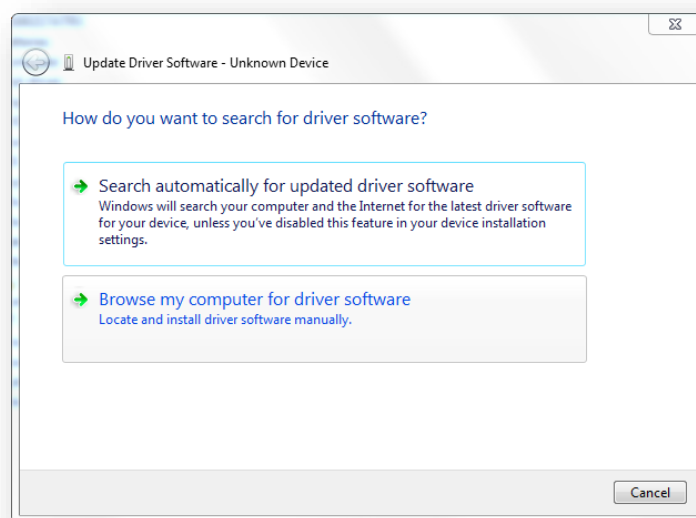 Update Driver Software - Unknown Device
How do you want to search for driver software?
Search automatically for updated driver software
Windows will search your computer and the Internet for the latest driver software
for your device, unless you've disabled this feature in your device installation
settings.
Browse my computer for driver software
Locate and install driver software manually.
Cancel